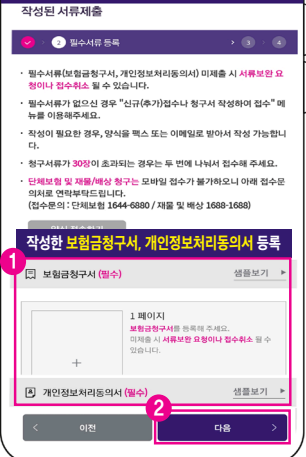 작성된 서류제출
2 필수서류 등록 > 3 4
· 필수서류(보험금청구서, 개인정보처리동의서) 미제출 시 서류보완 요
청이나 접수취소 될 수 있습니다.
· 필수서류가 없으신 경우 "신규(추가)접수나 청구서 작성하여 접수" 메
뉴를 이용해주세요.
· 작성이 필요한 경우, 양식을 팩스 또는 이메일로 받아서 작성 가능합니
다.
· 청구서류가 30장이 초과되는 경우는 두 번에 나눠서 접수해 주세요.
· 단체보험 및 재물/배상 청구는 모바일 접수가 불가하오니 아래 접수문
의처로 연락부탁드립니다.
(접수문의 : 단체보험 1644-6880 / 재물 및 배상 1688-1688)
작성한 보험금청구서, 개인정보처리동의서 등록
1
보험금청구서 (필수) 샘플보기 ▶
1 페이지
보험금청구서를 등록해 주세요.
미제출 시 서류보완 요청이나 접수취소 될 수
있습니다.
+
개인정보처리동의서 (필수) 샘플보기 ▶
2
< 이전 다음 >